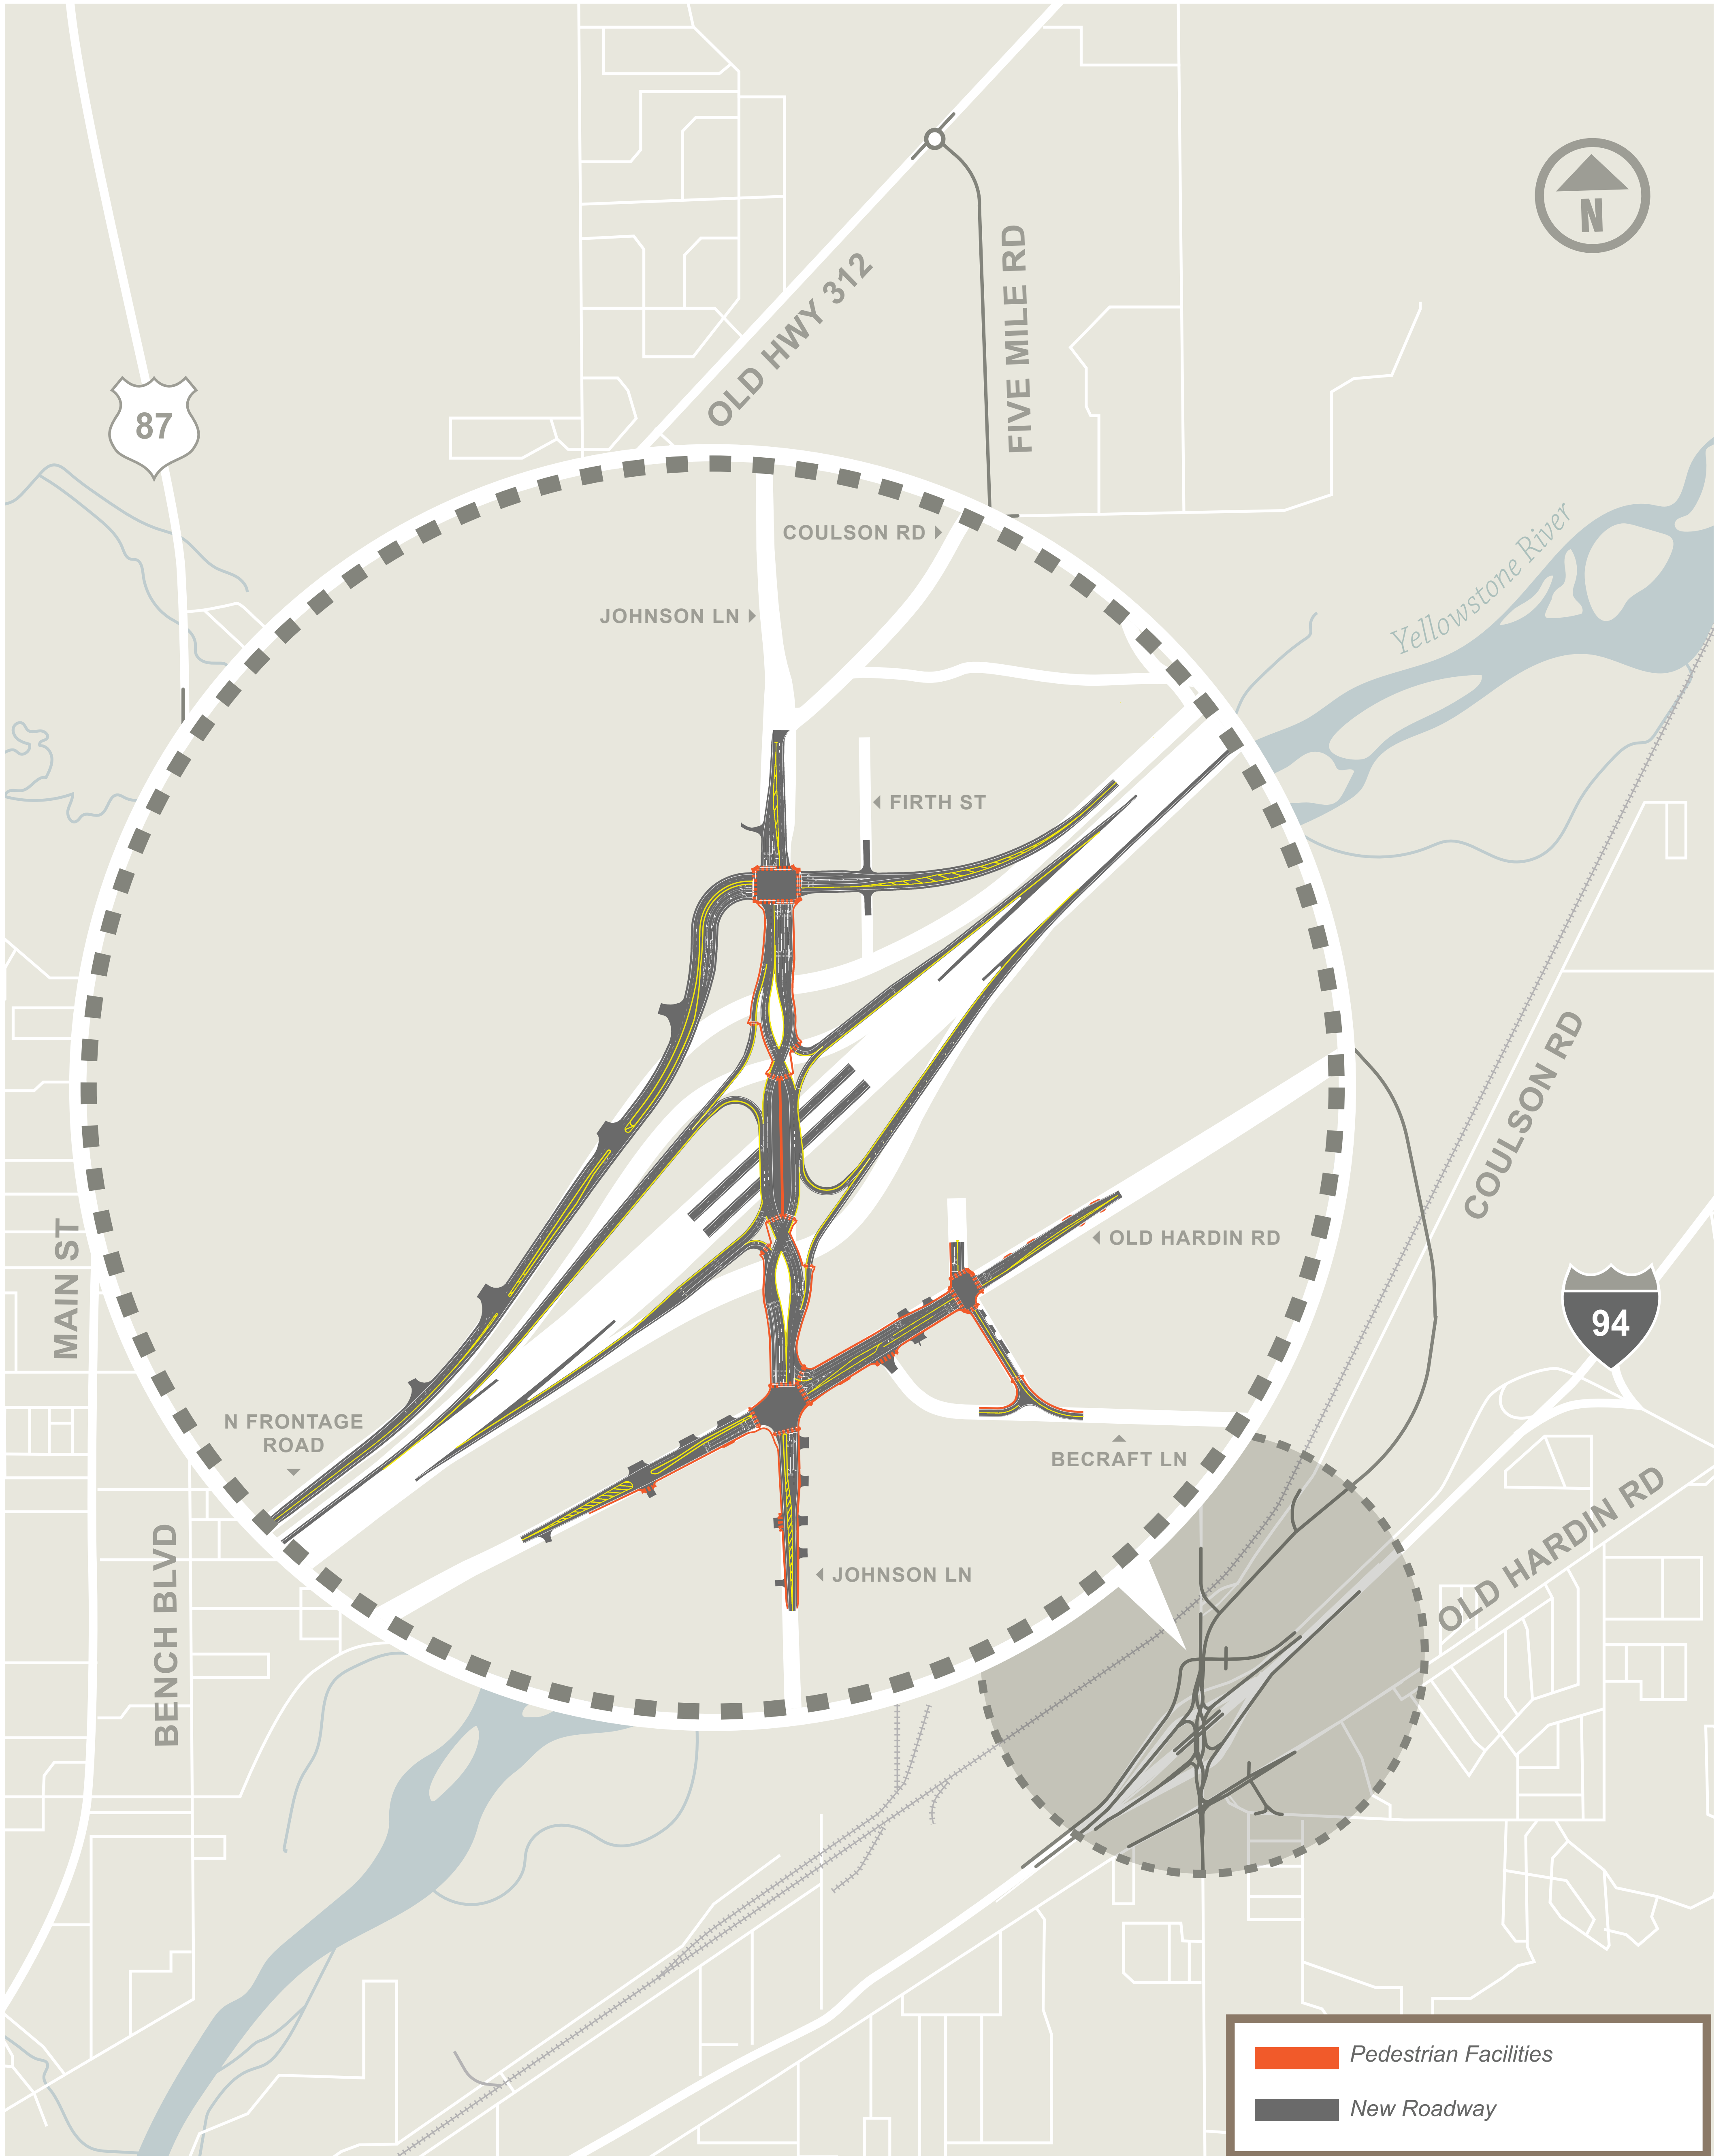 N
OLD HWY 312
FIVE MILE RD
87
COULSON RD
Yellowstone River
JOHNSON LN
FIRTH ST
COULSON RD
MAIN ST
OLD HARDIN RD
94
N FRONTAGE
ROAD
BECRAFT LN
OLD HARDIN RD
BENCH BLVD
JOHNSON LN
Pedestrian Facilities
New Roadway